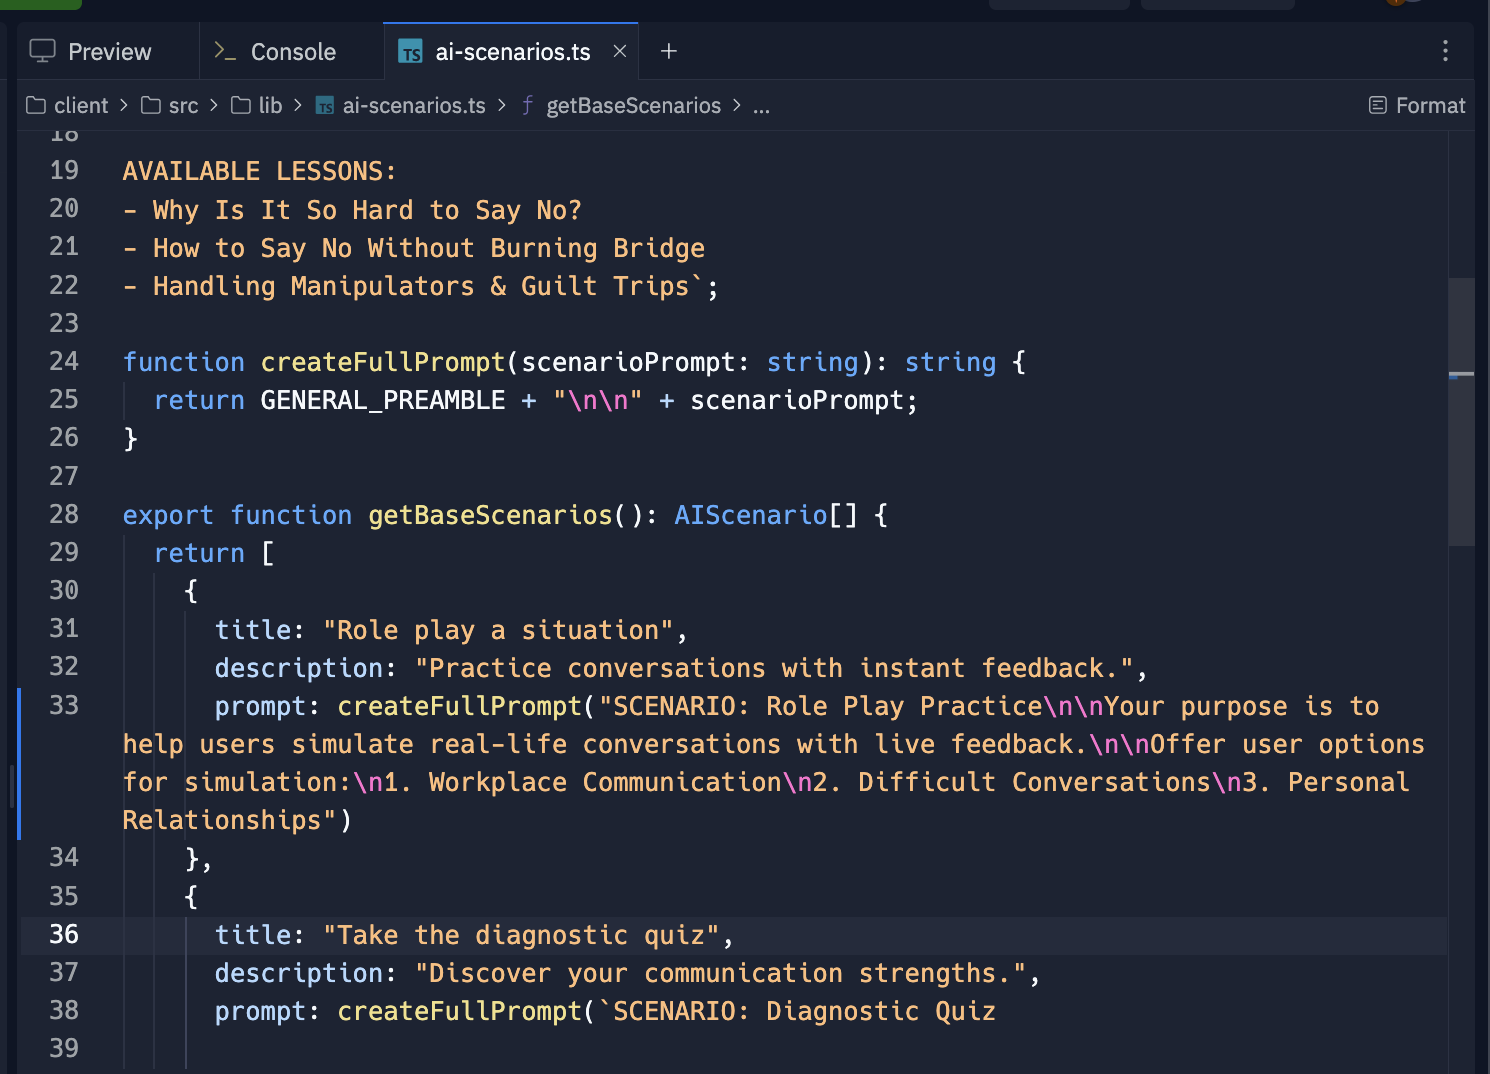 Preview
Console
TS ai-scenarios.ts
client > src > lib > TS ai-scenarios.ts > f getBaseScenarios > ...
Format
18
19 AVAILABLE LESSONS:
20 - Why Is It So Hard to Say No?
21 - How to Say No Without Burning Bridge
22 - Handling Manipulators & Guilt Trips`;
23
24 function createFullPrompt(scenarioPrompt: string): string {
25 return GENERAL_PREAMBLE + "\n\n" + scenarioPrompt;
26 }
27
28 export function getBaseScenarios(): AIScenario[] {
29 return [
30 {
31 title: "Role play a situation",
32 description: "Practice conversations with instant feedback.",
33 prompt: createFullPrompt("SCENARIO: Role Play Practice\n\nYour purpose is to
help users simulate real-life conversations with live feedback.\n\nOffer user options
for simulation:\n1. Workplace Communication\n2. Difficult Conversations\n3. Personal
Relationships")
34 },
35 {
36 title: "Take the diagnostic quiz",
37 description: "Discover your communication strengths.",
38 prompt: createFullPrompt(`SCENARIO: Diagnostic Quiz
39